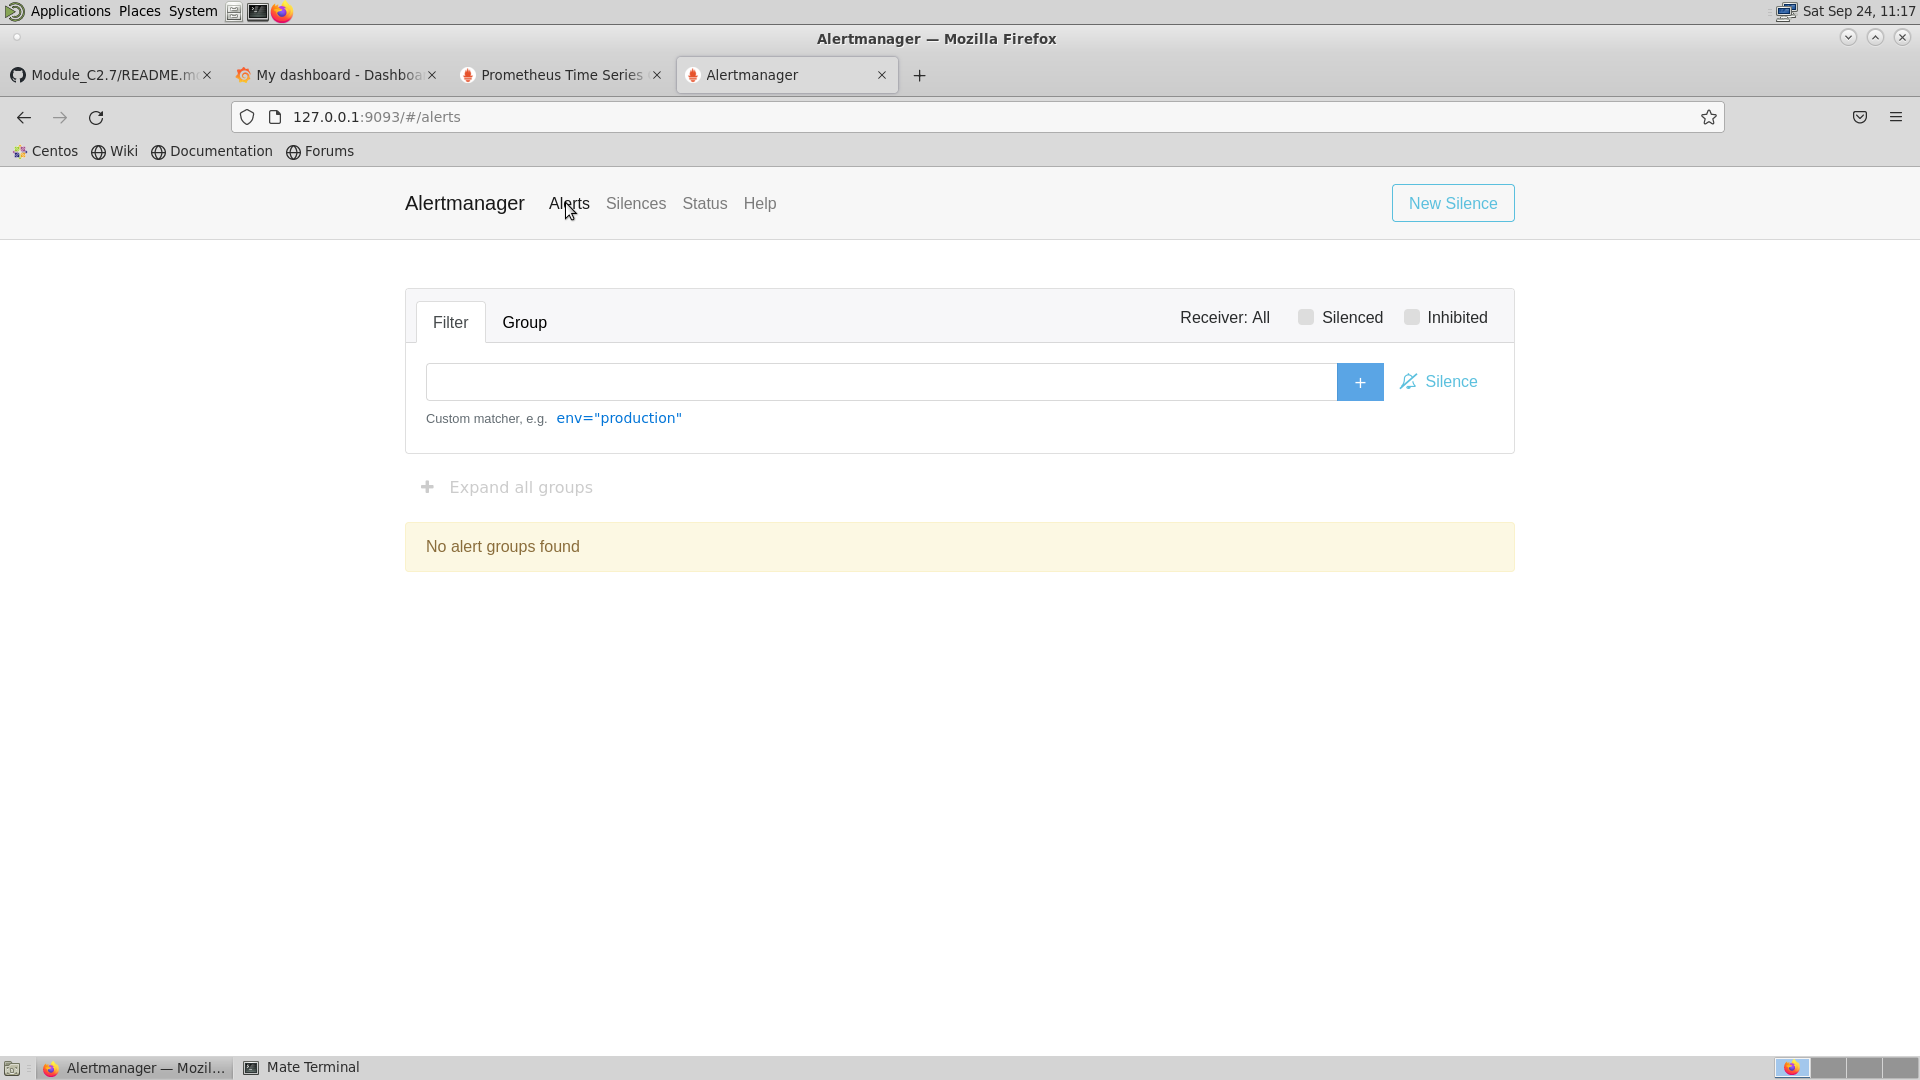 Applications Places System Sat Sep 24, 11:17
Alertmanager — Mozilla Firefox
Module_C2.7/README.m My dashboard - Dashboa Prometheus Time Series Alertmanager
127.0.0.1:9093/#/alerts
Centos Wiki Documentation Forums
Alertmanager Alerts Silences Status Help New Silence
Filter Group Receiver: All Silenced Inhibited
+ Silence
Custom matcher, e.g. env="production"
+ Expand all groups
No alert groups found
Alertmanager — Mozil... Mate Terminal